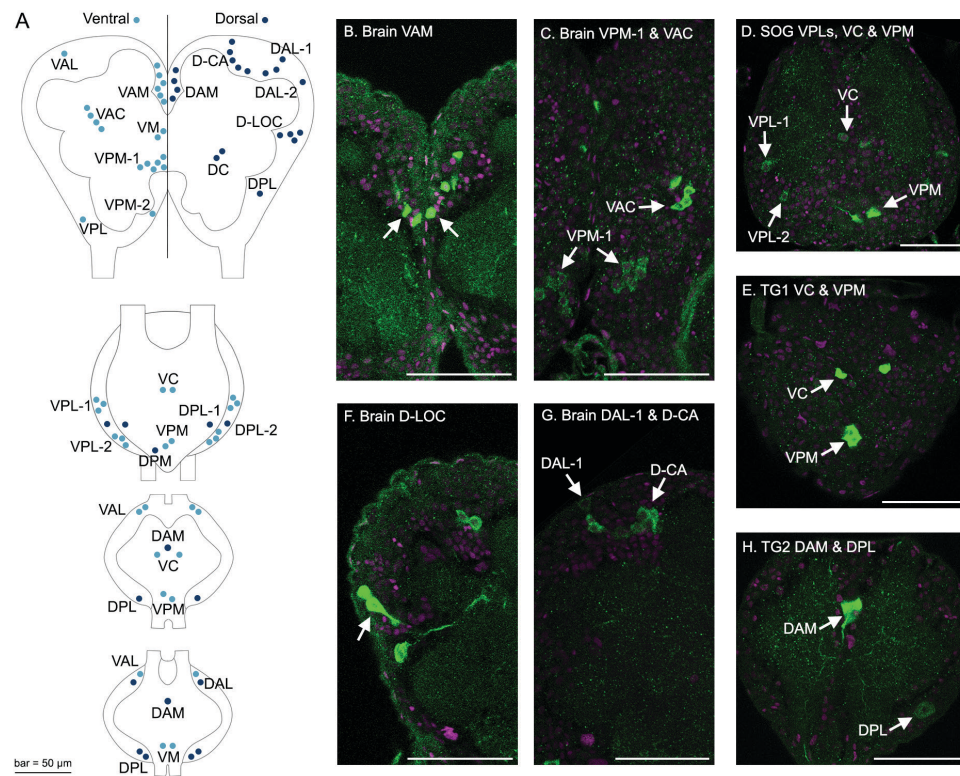 A
Ventral
Dorsal
VAL
D-CA
DAL-1
VAM
DAM
DAL-2
VAC
VM
D-LOC
VPM-1
DC
DPL
VPM-2
VPL
VC
VPL-1
DPL-1
VPM
VPL-2
DPL-2
DPM
VAL
DAM
VC
DPL
VPM
VAL
DAL
DAM
VM
DPL
bar = 50 µm
B. Brain VAM
C. Brain VPM-1 & VAC
VAC
VPM-1
D. SOG VPLs, VC & VPM
VC
VPL-1
VPM
VPL-2
E. TG1 VC & VPM
VC
VPM
F. Brain D-LOC
G. Brain DAL-1 & D-CA
DAL-1
D-CA
H. TG2 DAM & DPL
DAM
DPL